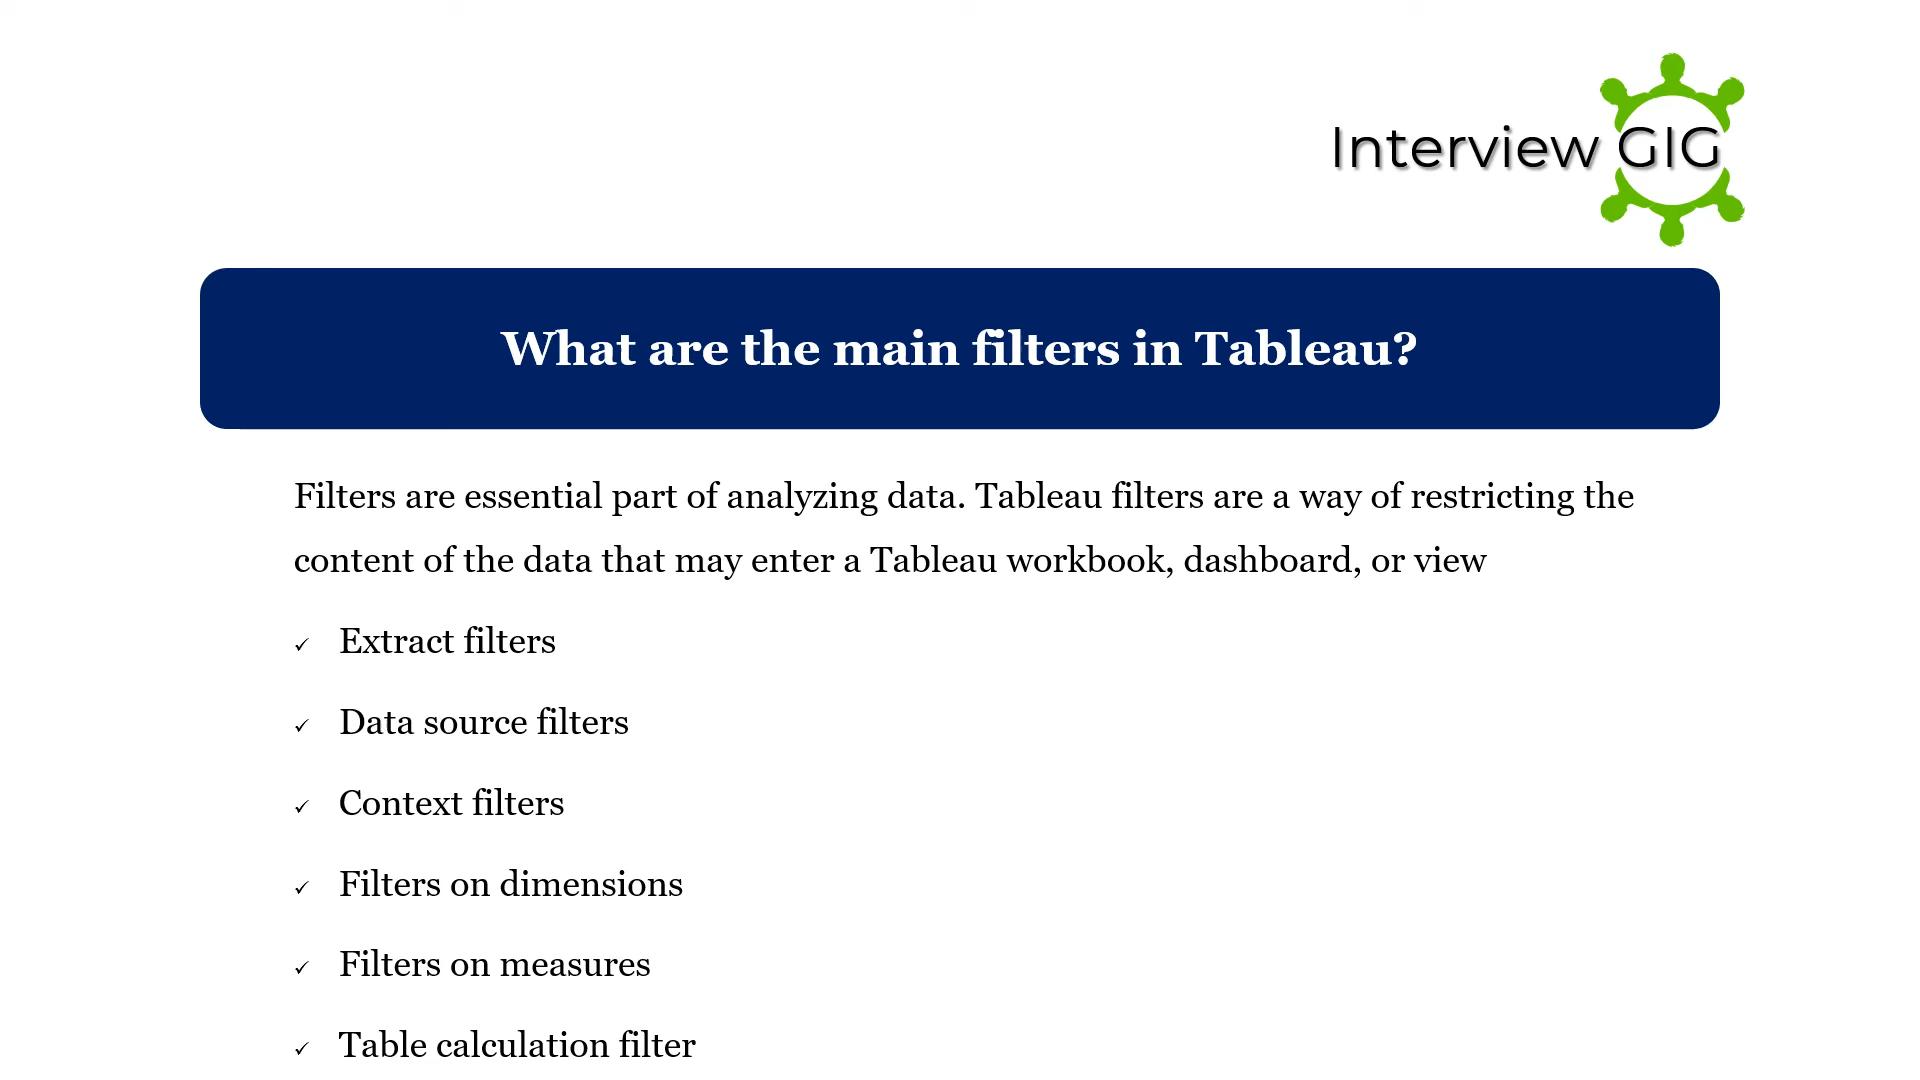 Interview GIG
What are the main filters in Tableau?
Filters are essential part of analyzing data. Tableau filters are a way of restricting the
content of the data that may enter a Tableau workbook, dashboard, or view
✓ Extract filters
✓ Data source filters
✓ Context filters
✓ Filters on dimensions
✓ Filters on measures
✓ Table calculation filter